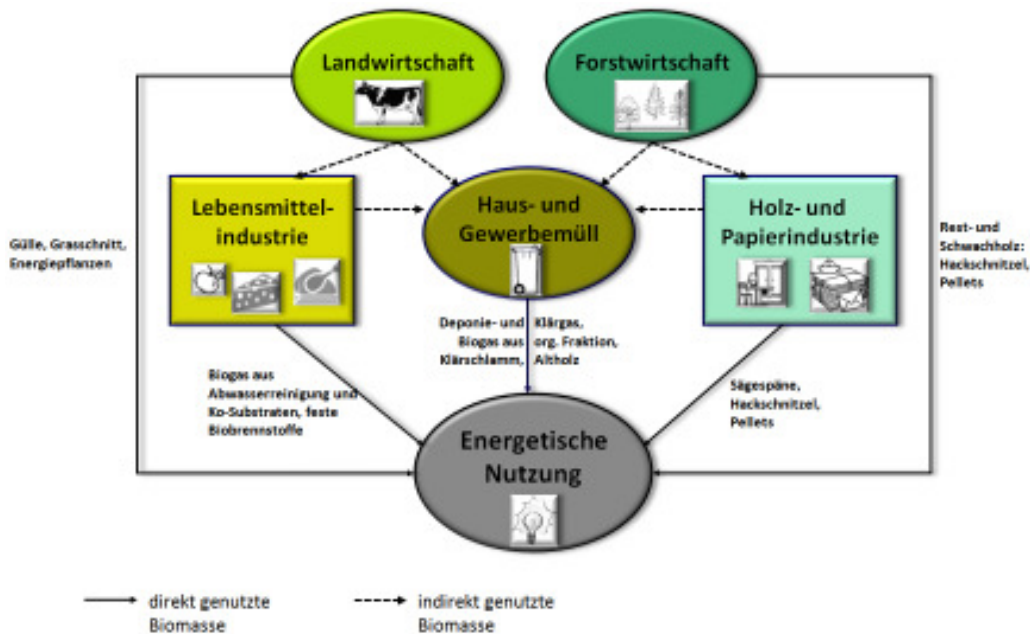 Landwirtschaft
Forstwirtschaft
Lebensmittel-
industrie
Haus- und
Gewerbemüll
Holz- und
Papierindustrie
Gülle, Grasschnitt,
Energiepflanzen
Rest- und
Schwachholz:
Hackschnitzel,
Pellets
Deponie- und Klärgas,
Biogas aus org. Fraktion,
Klärschlamm, Altholz
Biogas aus
Abwasserreinigung und
Ko-Substraten, feste
Biobrennstoffe
Sägespäne,
Hackschnitzel,
Pellets
Energetische
Nutzung
direkt genutzte
Biomasse
indirekt genutzte
Biomasse